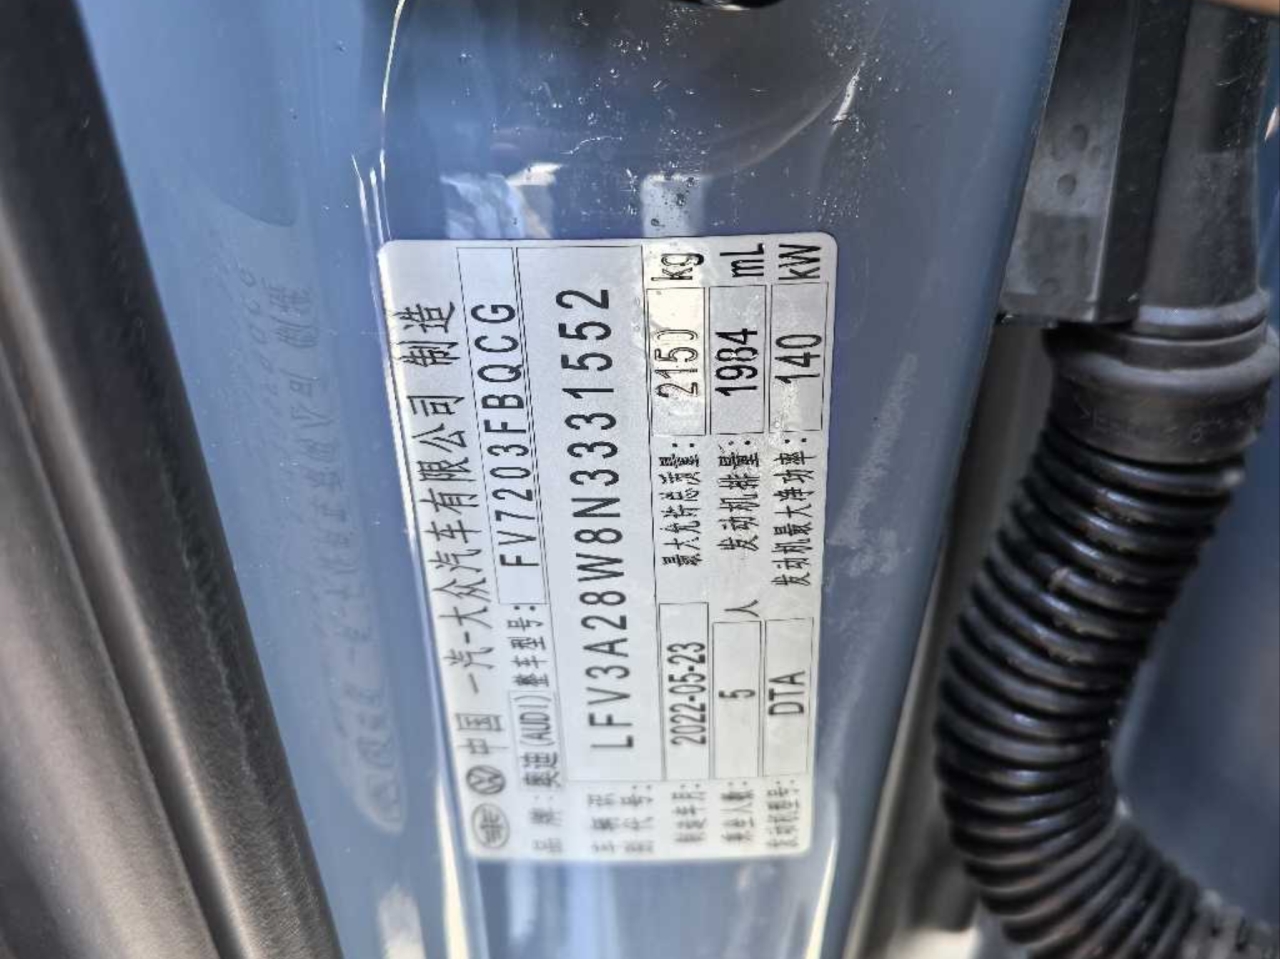 中国 一汽-大众汽车有限公司 制造
品牌: 奥迪(AUDI) 整车型号: FV7203FBQCG
车辆识别代号: LFV3A28W8N3331552
制造年月: 2022-05-23 最大允许总质量: 2150 kg
乘坐人数: 5 人 发动机排量: 1984 mL
发动机型号: DTA 发动机最大净功率: 140 kW